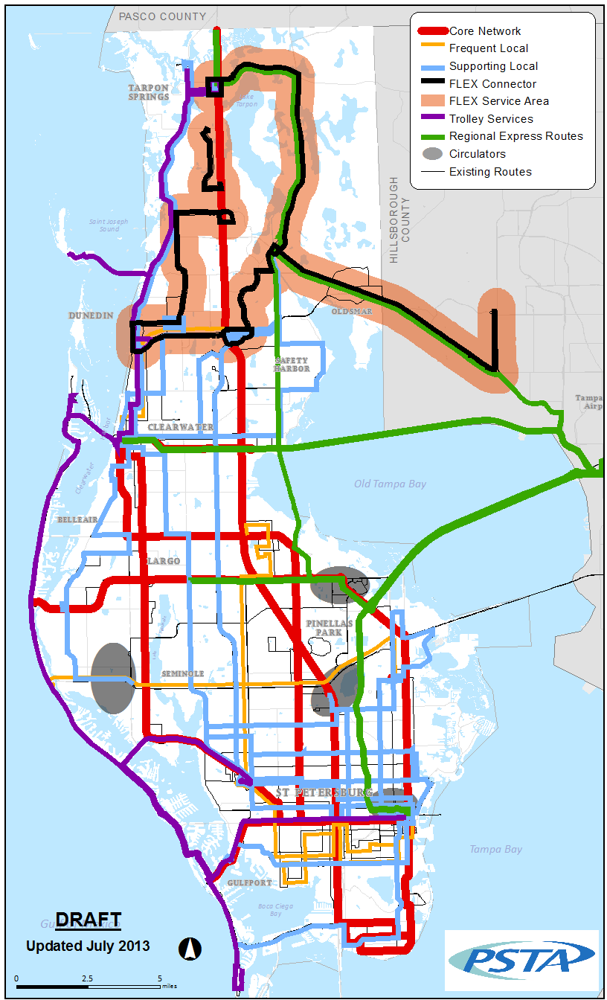 PASCO COUNTY
Core Network
Frequent Local
Supporting Local
FLEX Connector
FLEX Service Area
Trolley Services
Regional Express Routes
Circulators
Existing Routes
TARPON
SPRINGS
Lake
Tarpon
HILLSBOROUGH
COUNTY
Saint Joseph
Sound
DUNEDIN
OLDSMAR
SAFETY
HARBOR
Tampa
Airp
CLEARWATER
Clearwater
Harbor
Old Tampa Bay
BELLEAIR
LARGO
PINELLAS
PARK
SEMINOLE
ST PETERSBURG
Tampa Bay
GULFPORT
Boca Ciega
Bay
DRAFT
Updated July 2013
0 2.5 5
miles
PSTA